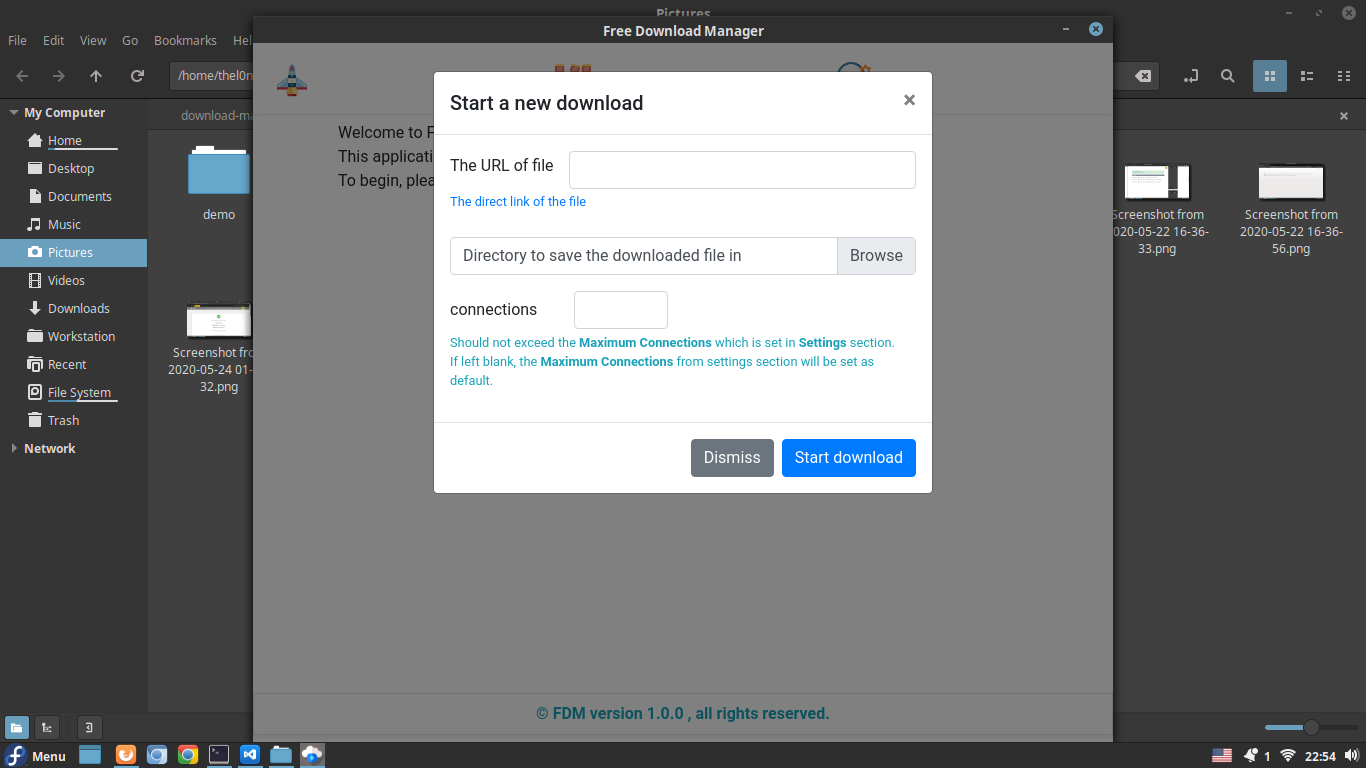 Pictures
Free Download Manager
File Edit View Go Bookmarks
/home/thel0n
My Computer
Home
Desktop
Documents
Music
Pictures
Videos
Downloads
Workstation
Recent
File System
Trash
Network
demo
Screenshot from
2020-05-24 01-
32.png
Welcome to
This
To begin,
Start a new download
×
The URL of file
The direct link of the file
Directory to save the downloaded file in
Browse
connections
Should not exceed the Maximum Connections which is set in Settings section.
If left blank, the Maximum Connections from settings section will be set as
default.
Dismiss
Start download
Screenshot from
2020-05-22 16-36-
33.png
Screenshot from
2020-05-22 16-36-
56.png
© FDM version 1.0.0 , all rights reserved.
Menu
1
22:54